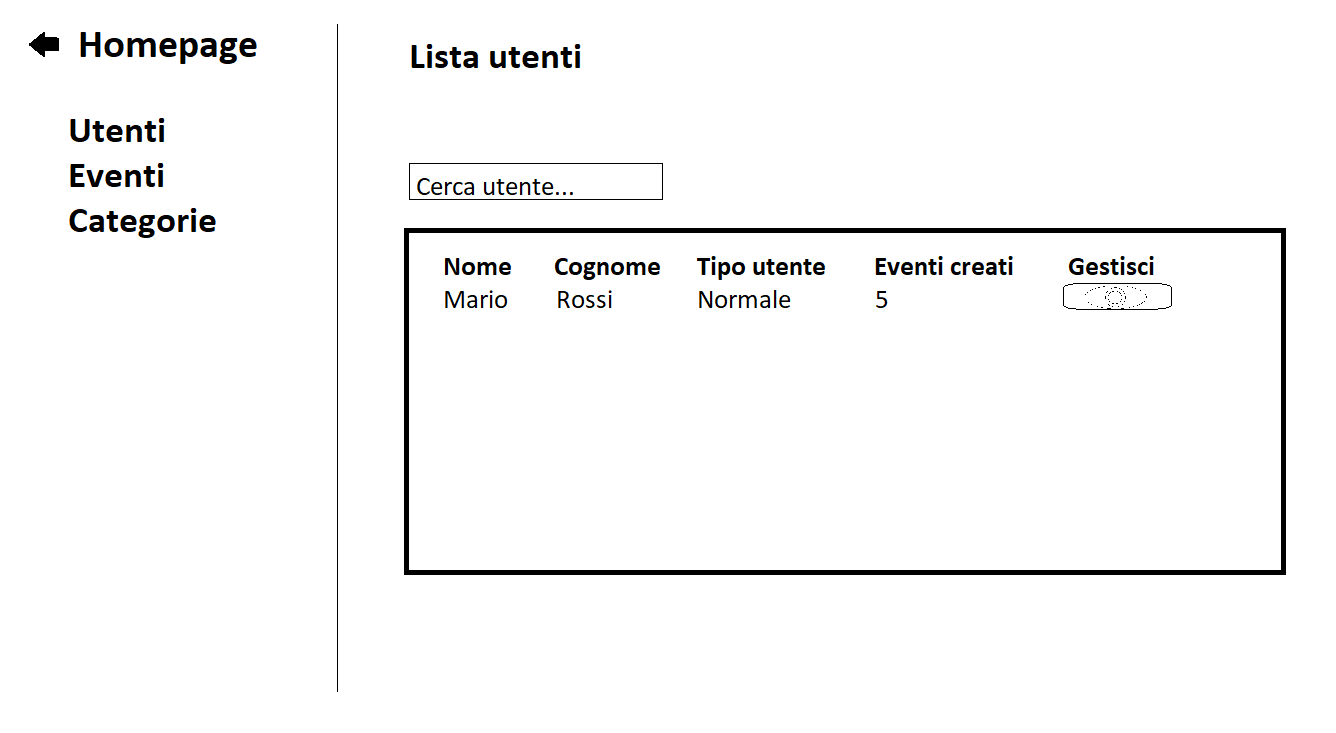 Homepage
Utenti
Eventi
Categorie
Lista utenti
Cerca utente...
Nome Cognome Tipo utente Eventi creati Gestisci
Mario Rossi Normale 5